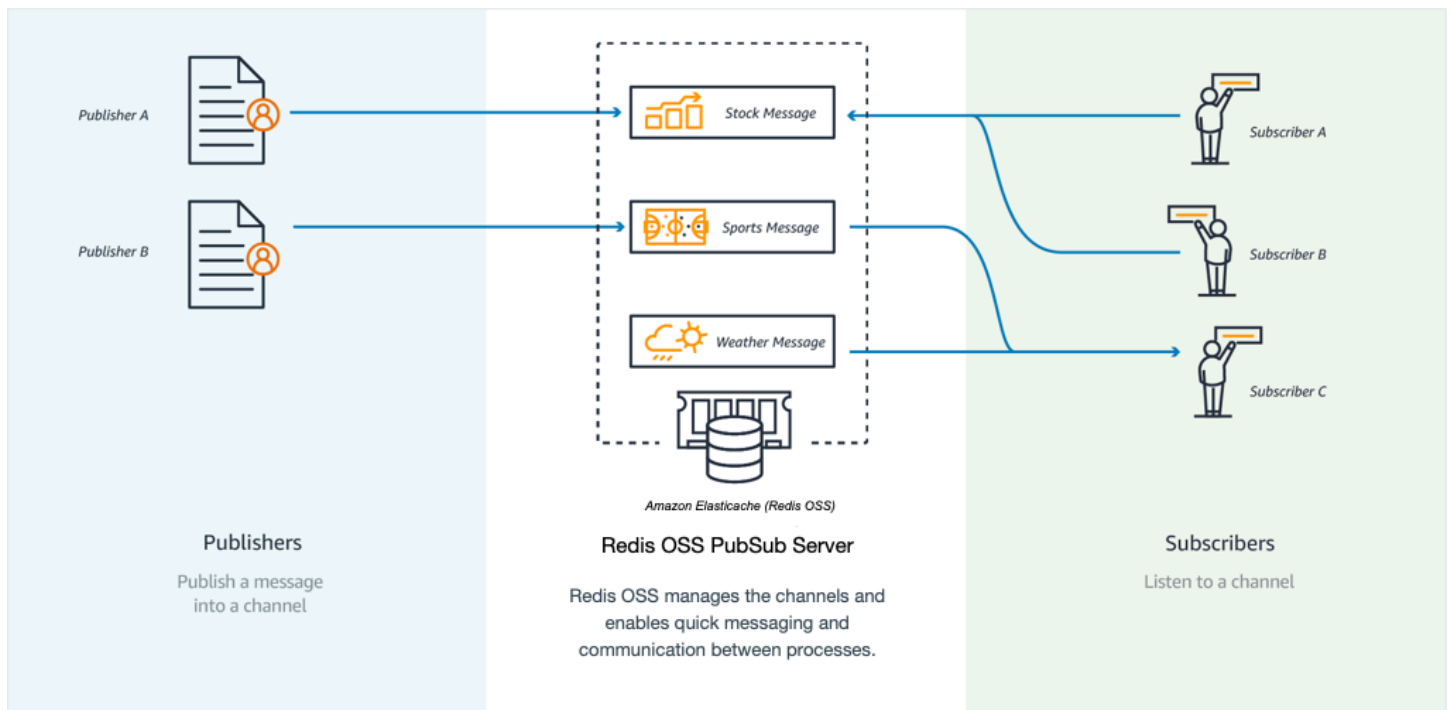 Publisher A
Stock Message
Subscriber A
Publisher B
Sports Message
Subscriber B
Weather Message
Subscriber C
Amazon Elasticache (Redis OSS)
Publishers
Publish a message
into a channel
Redis OSS PubSub Server
Redis OSS manages the channels and
enables quick messaging and
communication between processes.
Subscribers
Listen to a channel